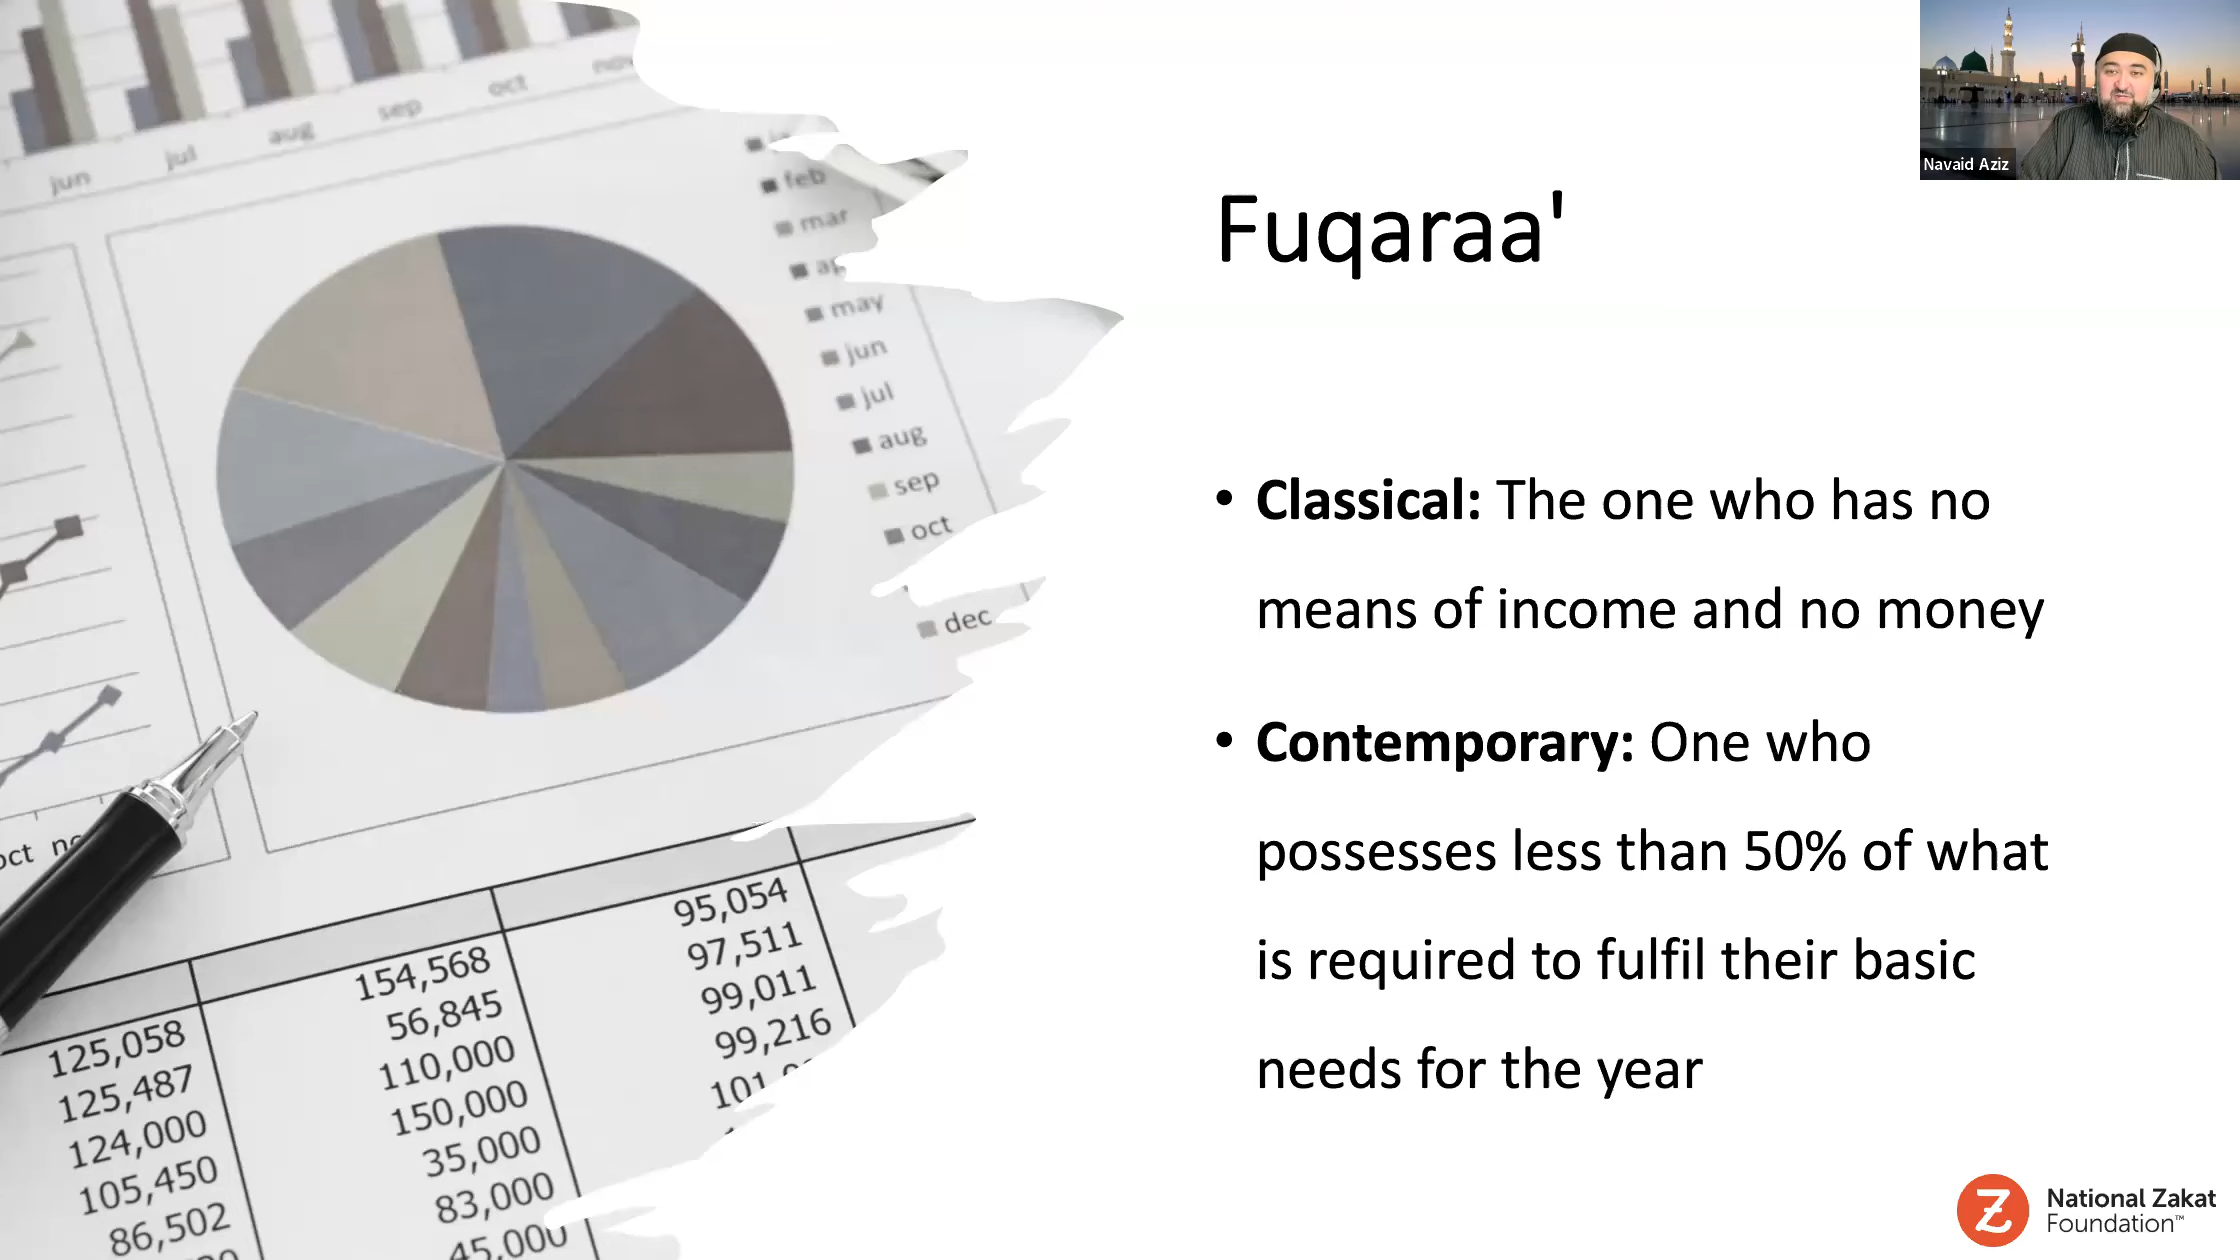 Navaid Aziz
Fuqaraa'
• Classical: The one who has no
means of income and no money
• Contemporary: One who
possesses less than 50% of what
is required to fulfil their basic
needs for the year
National Zakat
Foundation™
jun
jul
aug
sep
oct
nov
feb
mar
may
jun
jul
aug
sep
oct
dec
oct
125,058
125,487
124,000
105,450
86,502
154,568
56,845
110,000
150,000
35,000
83,000
45,000
95,054
97,511
99,011
99,216